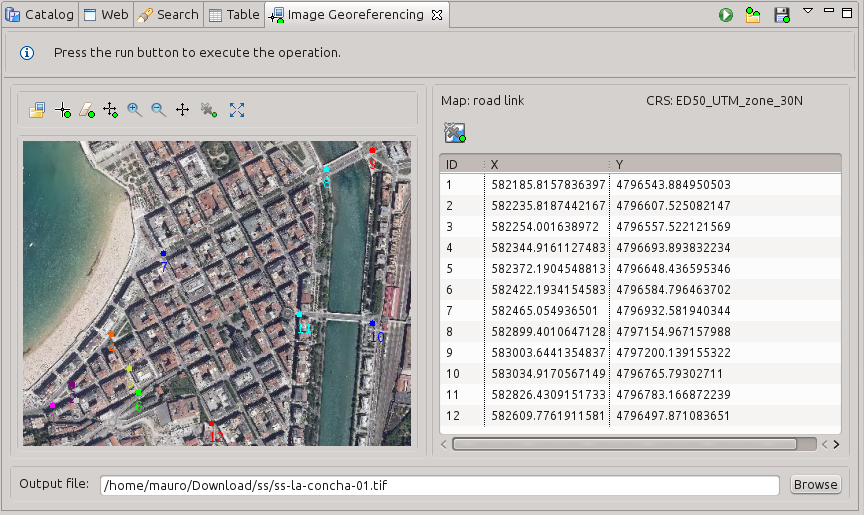 Catalog Web Search Table Image Georeferencing
Press the run button to execute the operation.
Map: road link CRS: ED50_UTM_zone_30N
ID X Y
1 582185.8157836397 4796543.884950503
2 582235.8187442167 4796607.525082147
3 582254.001638972 4796557.522121569
4 582344.9161127483 4796693.893832234
5 582372.1904548813 4796648.436595346
6 582422.1934154583 4796584.796463702
7 582465.054936501 4796932.581940344
8 582899.4010647128 4797154.967157988
9 583003.6441354837 4797200.139155322
10 583034.9170567149 4796765.79302711
11 582826.4309151733 4796783.166872239
12 582609.7761911581 4796497.871083651
9
8
7
11
10
6
12
Output file: /home/mauro/Download/ss/ss-la-concha-01.tif Browse